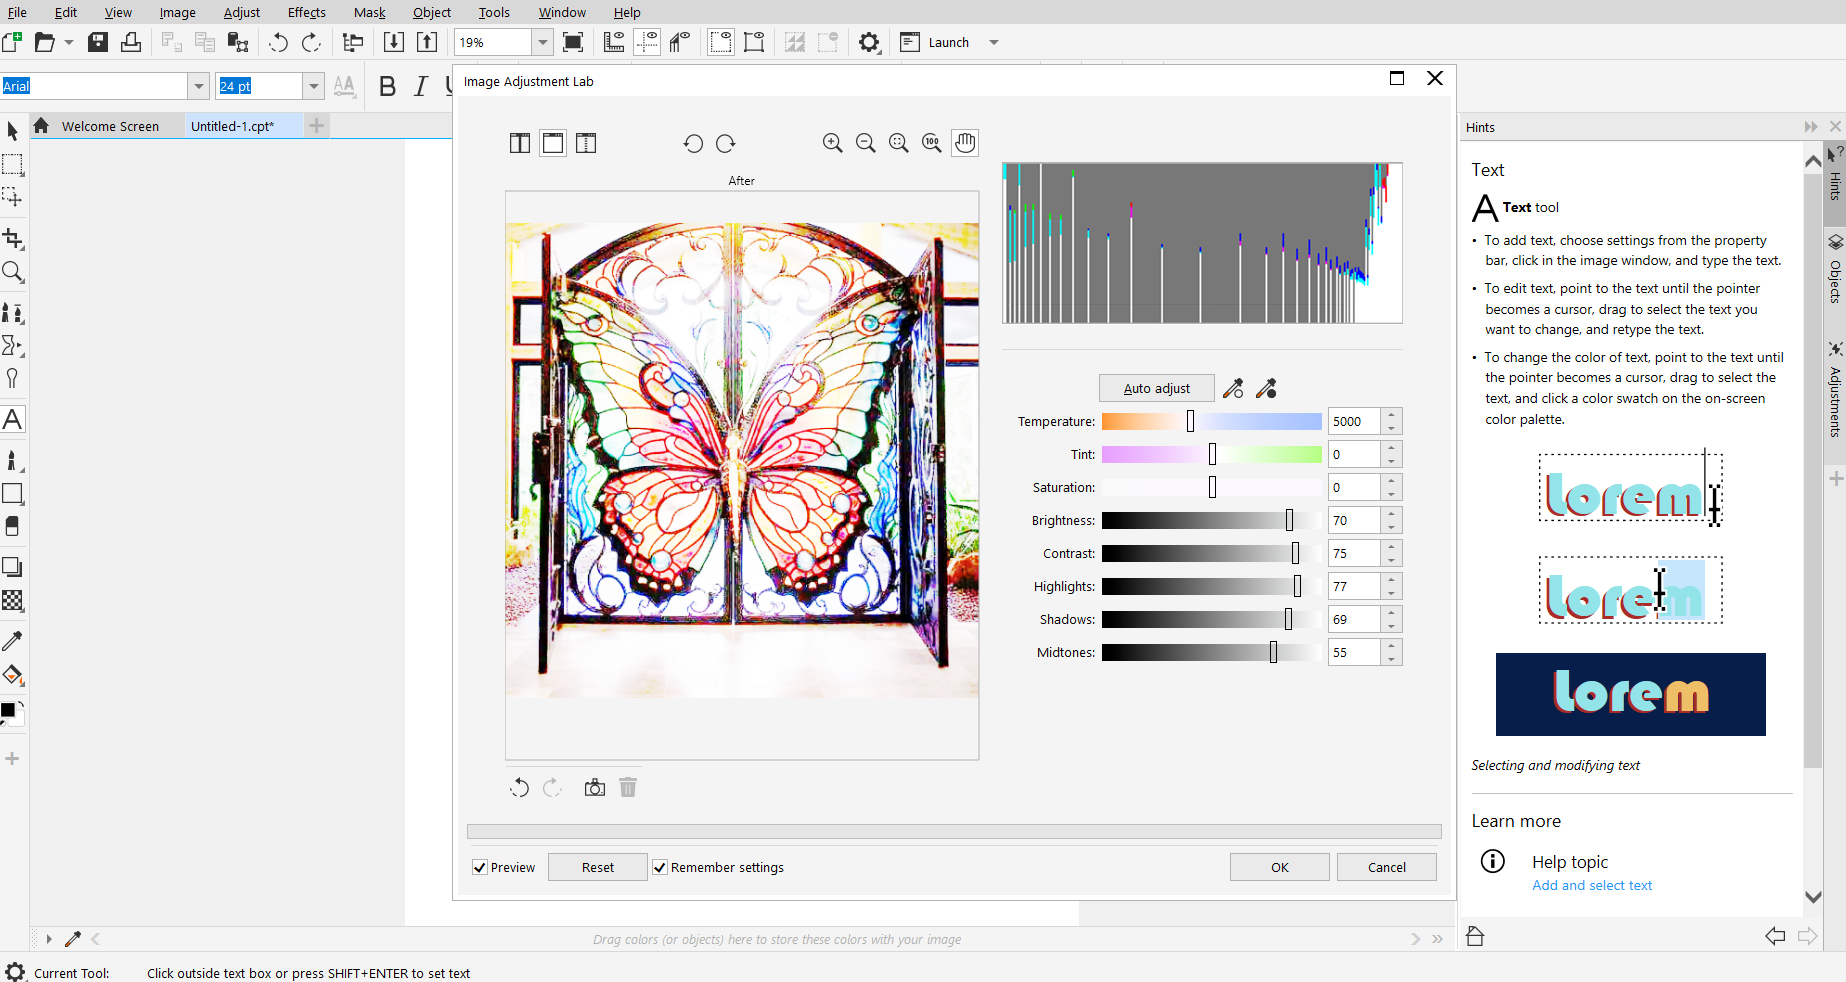 File Edit View Image Adjust Effects Mask Object Tools Window Help
19% Launch
Arial 24 pt AA B I U
Image Adjustment Lab
Welcome Screen Untitled-1.cpt*
100
After
Auto adjust
Temperature: 5000
Tint: 0
Saturation: 0
Brightness: 70
Contrast: 75
Highlights: 77
Shadows: 69
Midtones: 55
Preview Reset Remember settings OK Cancel
Hints
Text
A Text tool
• To add text, choose settings from the property
bar, click in the image window, and type the text.
• To edit text, point to the text until the pointer
becomes a cursor, drag to select the text you
want to change, and retype the text.
• To change the color of text, point to the text until
the pointer becomes a cursor, drag to select the
text, and click a color swatch on the on-screen
color palette.
Lorem
Lorem
Lorem
Selecting and modifying text
Learn more
Help topic
Add and select text
Hints
Objects
Adjustments
Drag colors (or objects) here to store these colors with your image
Current Tool: Click outside text box or press SHIFT+ENTER to set text